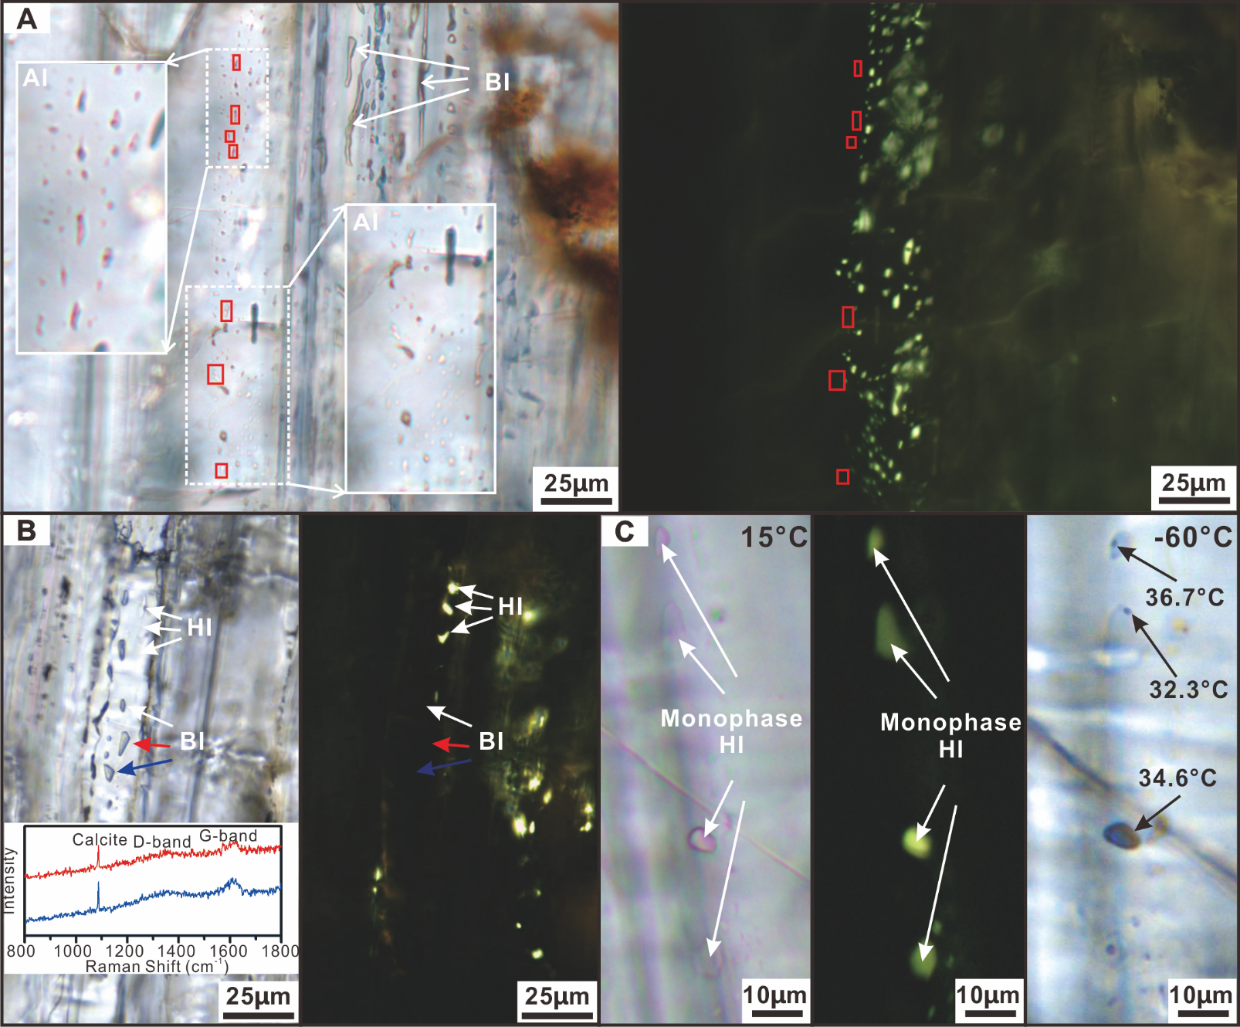 A
AI
BI
AI
25μm
25μm
B
HI
BI
HI
BI
Calcite D-band G-band
Intensity
800 1000 1200 1400 1600 1800
Raman Shift (cm⁻¹)
25μm
25μm
C
15°C
Monophase
HI
10μm
Monophase
HI
10μm
-60°C
36.7°C
32.3°C
34.6°C
10μm